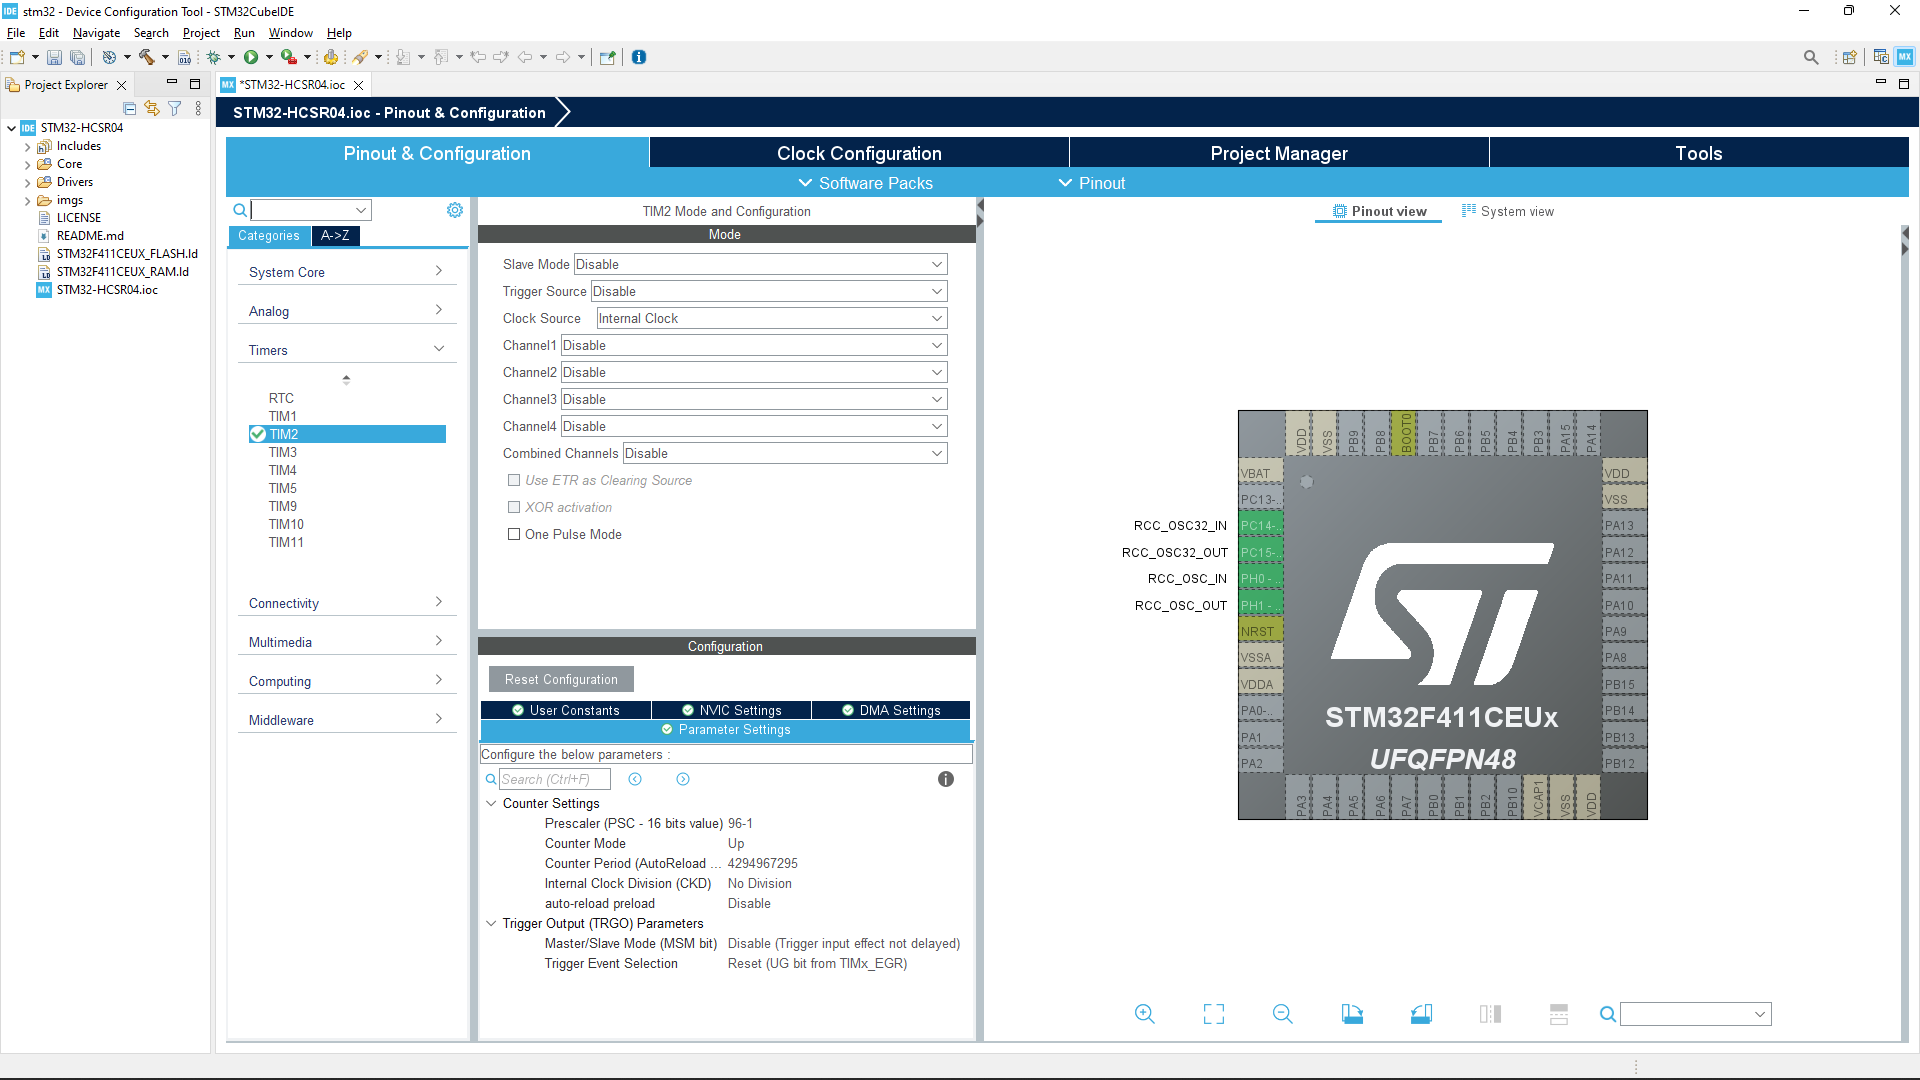 stm32 - Device Configuration Tool - STM32CubeIDE
File Edit Navigate Search Project Run Window Help
Project Explorer
*STM32-HCSR04.ioc
STM32-HCSR04
Includes
Core
Drivers
imgs
LICENSE
README.md
STM32F411CEUX_FLASH.ld
STM32F411CEUX_RAM.ld
STM32-HCSR04.ioc
STM32-HCSR04.ioc - Pinout & Configuration
Pinout & Configuration Clock Configuration Project Manager Tools
Software Packs Pinout
Categories A->Z
System Core
Analog
Timers
RTC
TIM1
TIM2
TIM3
TIM4
TIM5
TIM9
TIM10
TIM11
Connectivity
Multimedia
Computing
Middleware
TIM2 Mode and Configuration
Mode
Slave Mode Disable
Trigger Source Disable
Clock Source Internal Clock
Channel1 Disable
Channel2 Disable
Channel3 Disable
Channel4 Disable
Combined Channels Disable
Use ETR as Clearing Source
XOR activation
One Pulse Mode
Configuration
Reset Configuration
User Constants NVIC Settings DMA Settings
Parameter Settings
Configure the below parameters :
Search (Ctrl+F)
Counter Settings
Prescaler (PSC - 16 bits value) 96-1
Counter Mode Up
Counter Period (AutoReload ... 4294967295
Internal Clock Division (CKD) No Division
auto-reload preload Disable
Trigger Output (TRGO) Parameters
Master/Slave Mode (MSM bit) Disable (Trigger input effect not delayed)
Trigger Event Selection Reset (UG bit from TIMx_EGR)
Pinout view System view
VDD VSS PB9 PB8 BOOT0 PB7 PB6 PB5 PB4 PB3 PA15 PA14
VBAT
PC13-..
RCC_OSC32_IN PC14-..
RCC_OSC32_OUT PC15-..
RCC_OSC_IN PH0 - ..
RCC_OSC_OUT PH1 - ..
NRST
VSSA
VDDA
PA0-..
PA1
PA2
VDD
VSS
PA13
PA12
PA11
PA10
PA9
PA8
PB15
PB14
PB13
PB12
ST
STM32F411CEUx
UFQFPN48
PA3 PA4 PA5 PA6 PA7 PB0 PB1 PB2 PB10 VCAP1 VSS VDD